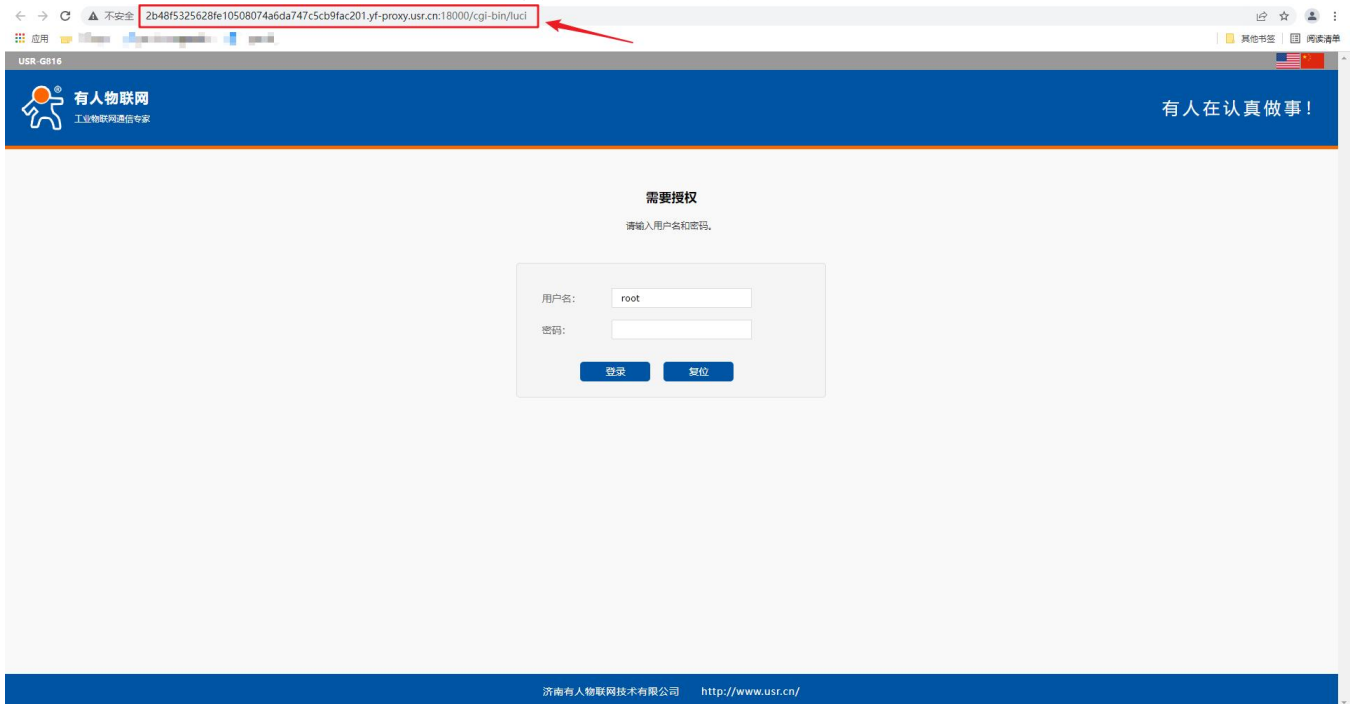 不安全 2b48f5325628fe10508074a6da747c5cb9fac201.yf-proxy.usr.cn:18000/cgi-bin/luci
应用 其他书签 阅读清单
USR-G816
有人物联网
®
工业物联网通信专家
有人在认真做事!
需要授权
请输入用户名和密码。
用户名: root
密码:
登录 复位
济南有人物联网技术有限公司 http://www.usr.cn/